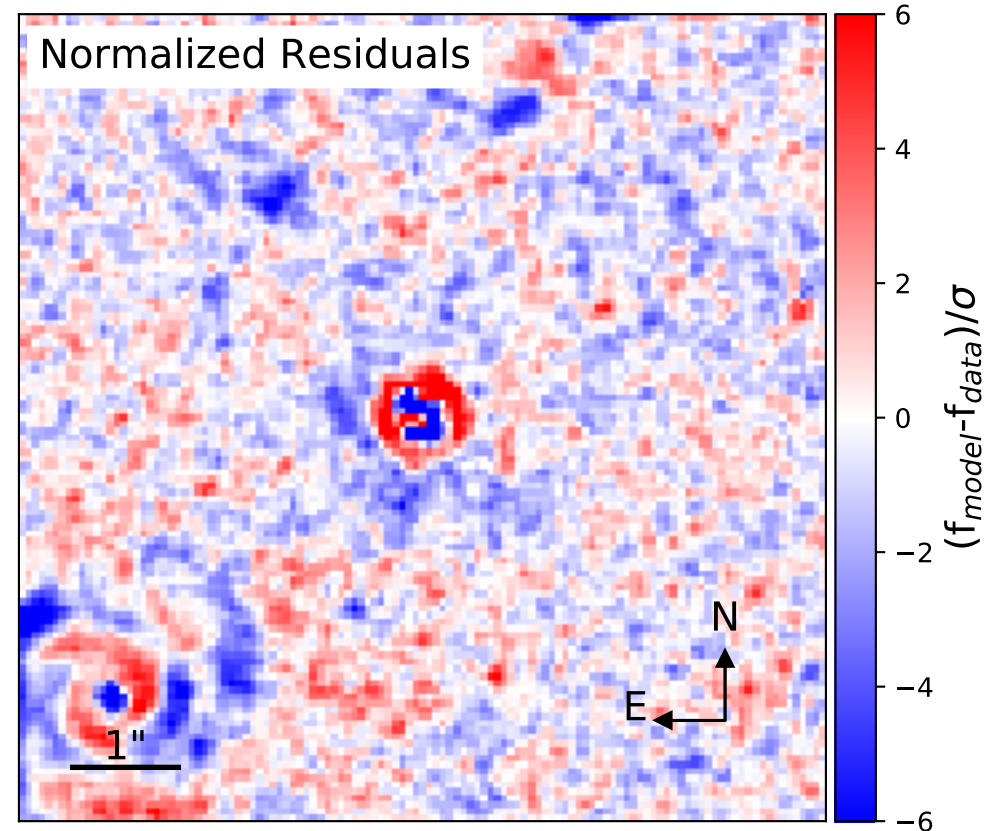 Normalized Residuals
6
4
2
0
−2
−4
−6
(f_model-f_data)/σ
N
E
1"